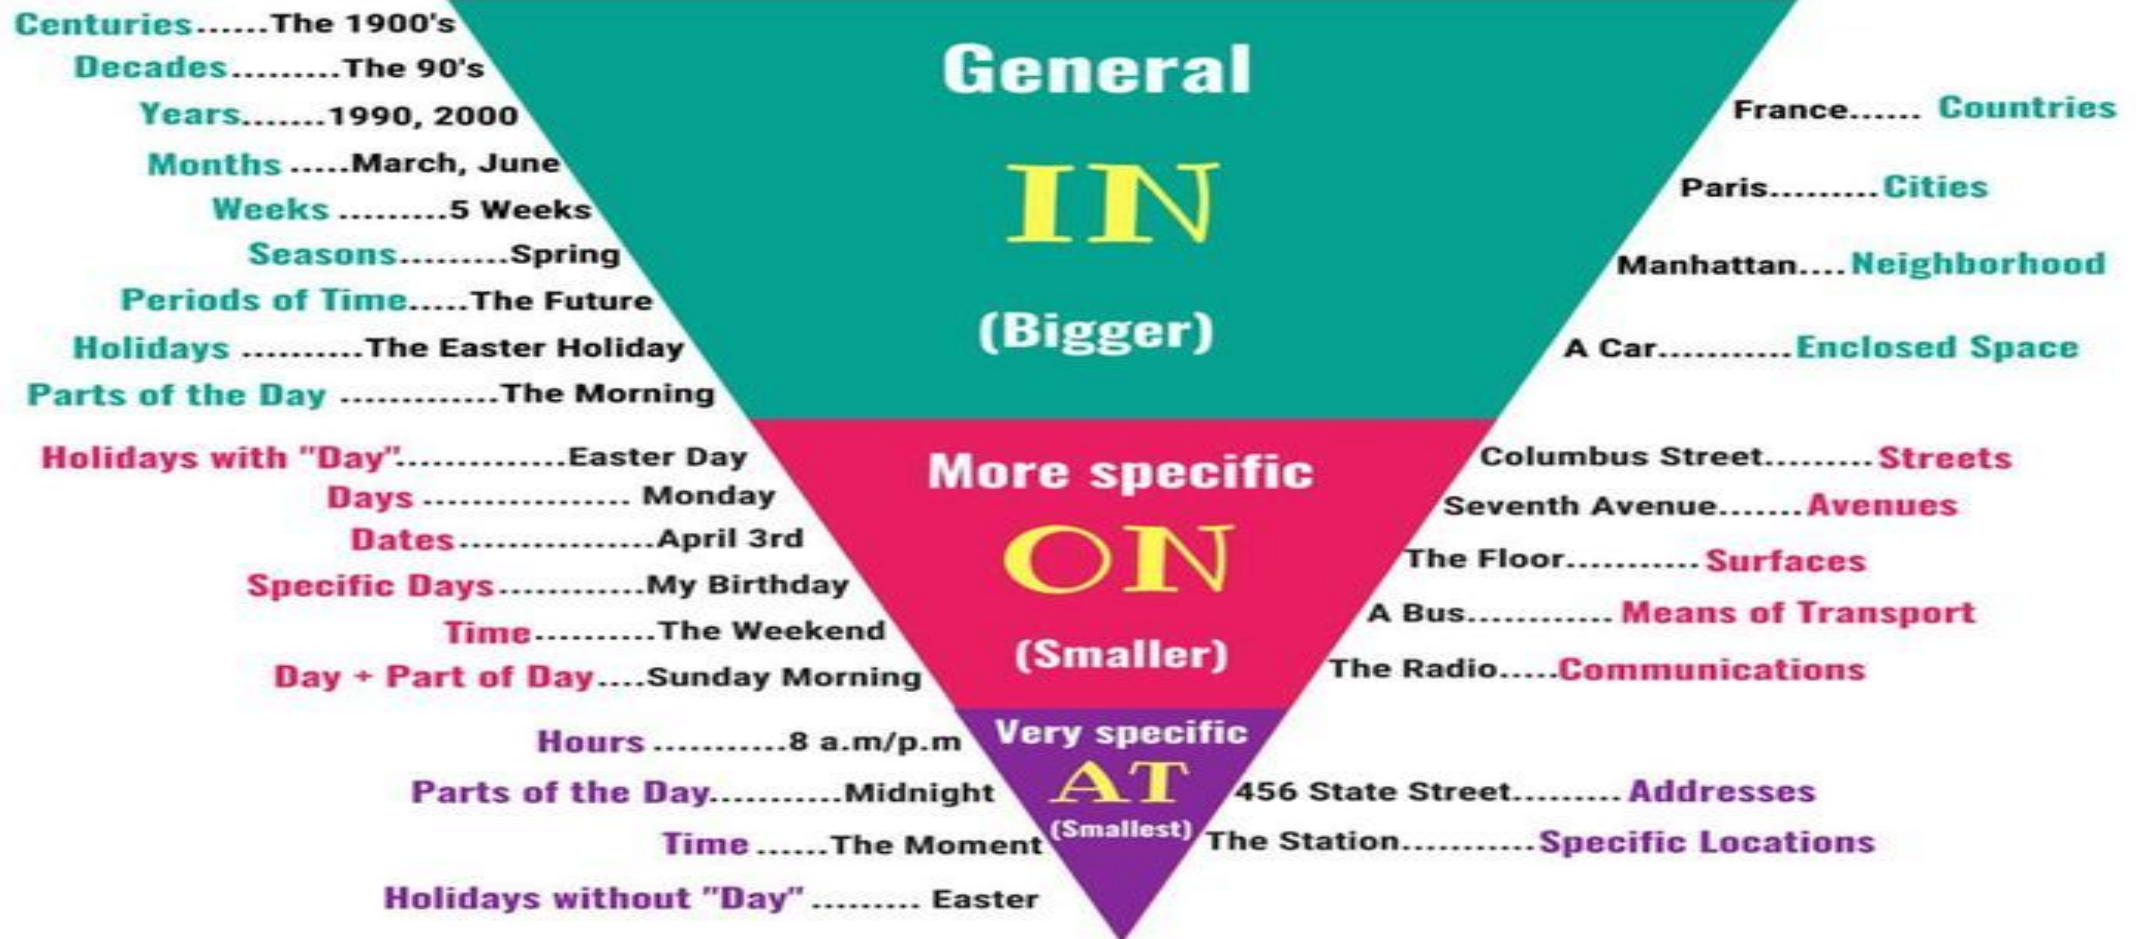 Centuries......The 1900's
Decades.........The 90's
Years.......1990, 2000
Months .....March, June
Weeks .........5 Weeks
Seasons.........Spring
Periods of Time.....The Future
Holidays ..........The Easter Holiday
Parts of the Day .............The Morning
General
IN
(Bigger)
France...... Countries
Paris.........Cities
Manhattan....Neighborhood
A Car...........Enclosed Space
Holidays with "Day"..............Easter Day
Days ................. Monday
Dates................April 3rd
Specific Days............My Birthday
Time..........The Weekend
Day + Part of Day....Sunday Morning
More specific
ON
(Smaller)
Columbus Street.........Streets
Seventh Avenue.......Avenues
The Floor...........Surfaces
A Bus............Means of Transport
The Radio.....Communications
Hours ...........8 a.m/p.m
Parts of the Day...........Midnight
Time ......The Moment
Holidays without "Day" ......... Easter
Very specific
AT
(Smallest)
456 State Street.........Addresses
The Station...........Specific Locations